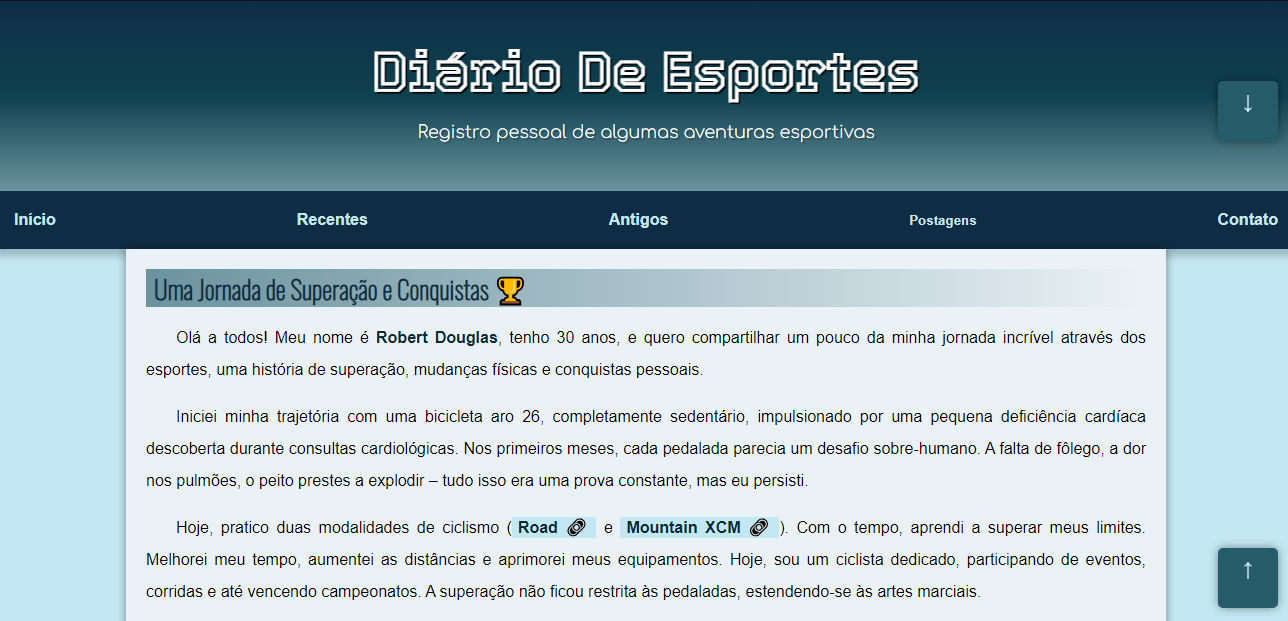 Diário De Esportes
Registro pessoal de algumas aventuras esportivas
↓
Início Recentes Antigos Postagens Contato
Uma Jornada de Superação e Conquistas 🏆
Olá a todos! Meu nome é Robert Douglas, tenho 30 anos, e quero compartilhar um pouco da minha jornada incrível através dos
esportes, uma história de superação, mudanças físicas e conquistas pessoais.
Iniciei minha trajetória com uma bicicleta aro 26, completamente sedentário, impulsionado por uma pequena deficiência cardíaca
descoberta durante consultas cardiológicas. Nos primeiros meses, cada pedalada parecia um desafio sobre-humano. A falta de fôlego, a dor
nos pulmões, o peito prestes a explodir – tudo isso era uma prova constante, mas eu persisti.
Hoje, pratico duas modalidades de ciclismo ( Road 🔗 e Mountain XCM 🔗 ). Com o tempo, aprendi a superar meus limites.
Melhorei meu tempo, aumentei as distâncias e aprimorei meus equipamentos. Hoje, sou um ciclista dedicado, participando de eventos,
corridas e até vencendo campeonatos. A superação não ficou restrita às pedaladas, estendendo-se às artes marciais.
↑